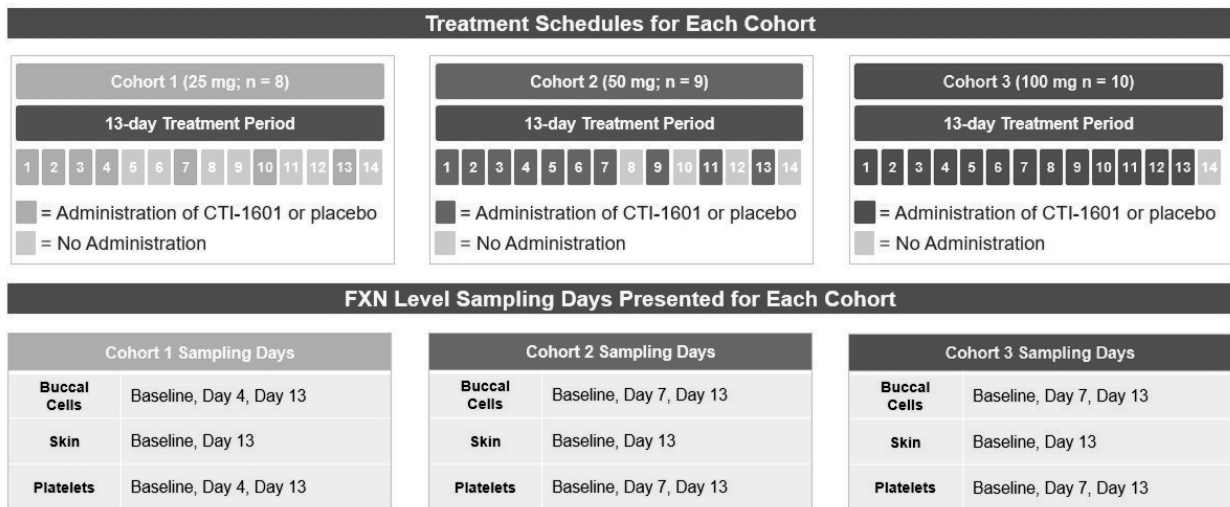 Treatment Schedules for Each Cohort
Cohort 1 (25 mg; n = 8)
13-day Treatment Period
1 2 3 4 5 6 7 8 9 10 11 12 13 14
= Administration of CTI-1601 or placebo
= No Administration
Cohort 2 (50 mg; n = 9)
13-day Treatment Period
1 2 3 4 5 6 7 8 9 10 11 12 13 14
= Administration of CTI-1601 or placebo
= No Administration
Cohort 3 (100 mg n = 10)
13-day Treatment Period
1 2 3 4 5 6 7 8 9 10 11 12 13 14
= Administration of CTI-1601 or placebo
= No Administration
FXN Level Sampling Days Presented for Each Cohort
Cohort 1 Sampling Days
Buccal
Cells
Baseline, Day 4, Day 13
Skin
Baseline, Day 13
Platelets
Baseline, Day 4, Day 13
Cohort 2 Sampling Days
Buccal
Cells
Baseline, Day 7, Day 13
Skin
Baseline, Day 13
Platelets
Baseline, Day 7, Day 13
Cohort 3 Sampling Days
Buccal
Cells
Baseline, Day 7, Day 13
Skin
Baseline, Day 13
Platelets
Baseline, Day 7, Day 13